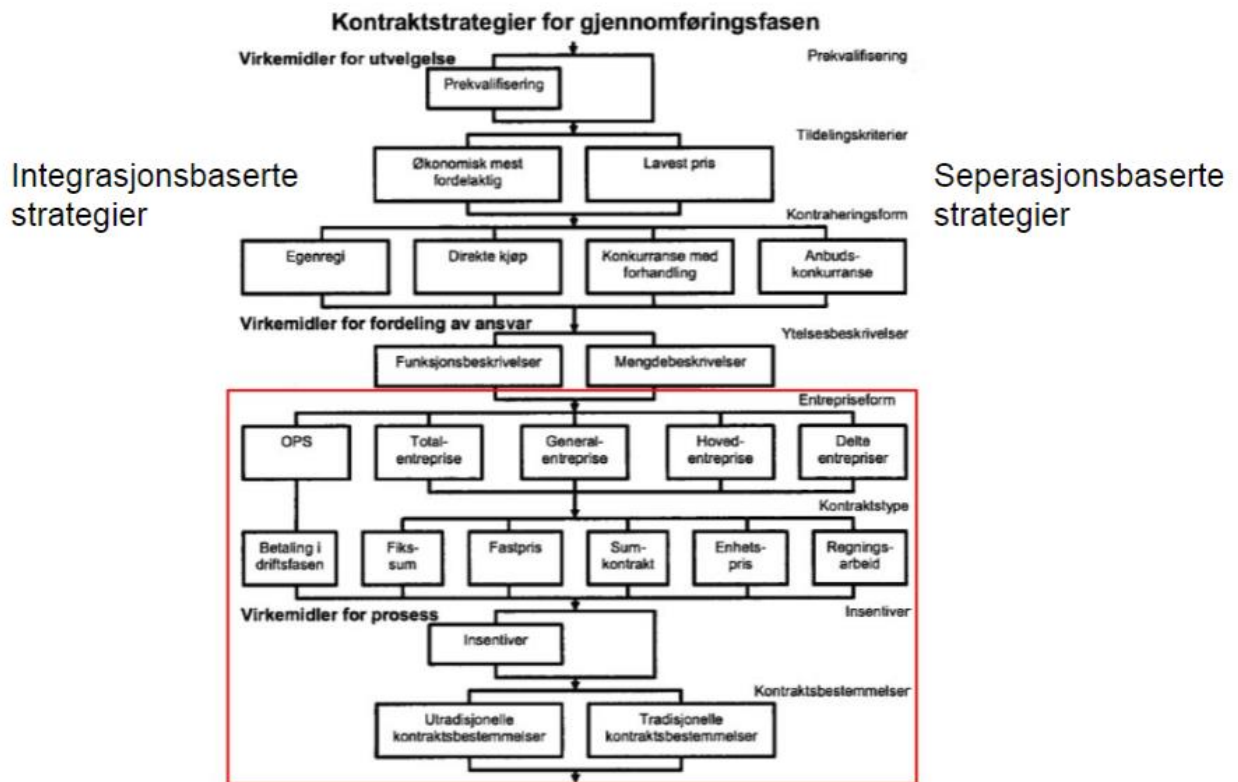 Kontraktstrategier for gjennomføringsfasen
Virkemidler for utvelgelse
Prekvalifisering
Prekvalifisering
Tildelingskriterier
Økonomisk mest
fordelaktig
Lavest pris
Integrasjonsbaserte
strategier
Seperasjonsbaserte
strategier
Kontraheringsform
Egenregi
Direkte kjøp
Konkurranse med
forhandling
Anbuds-
konkurranse
Virkemidler for fordeling av ansvar
Ytelsesbeskrivelser
Funksjonsbeskrivelser
Mengdebeskrivelser
Entrepriseform
OPS
Total-
entreprise
General-
entreprise
Hoved-
entreprise
Delte
entrepriser
Kontraktstype
Betaling i
driftsfasen
Fiks-
sum
Fastpris
Sum-
kontrakt
Enhets-
pris
Regnings-
arbeid
Virkemidler for prosess
Insentiver
Insentiver
Kontraktsbestemmelser
Utradisjonelle
kontraktsbestemmelser
Tradisjonelle
kontraktsbestemmelser